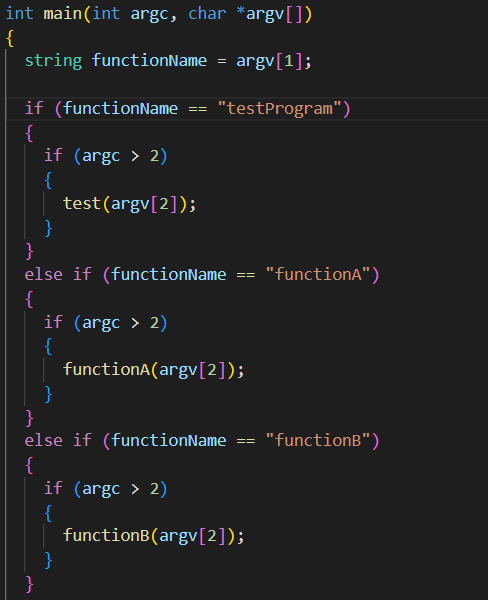 int main(int argc, char *argv[])
{
  string functionName = argv[1];

  if (functionName == "testProgram")
  {
    if (argc > 2)
    {
      test(argv[2]);
    }
  }
  else if (functionName == "functionA")
  {
    if (argc > 2)
    {
      functionA(argv[2]);
    }
  }
  else if (functionName == "functionB")
  {
    if (argc > 2)
    {
      functionB(argv[2]);
    }
  }